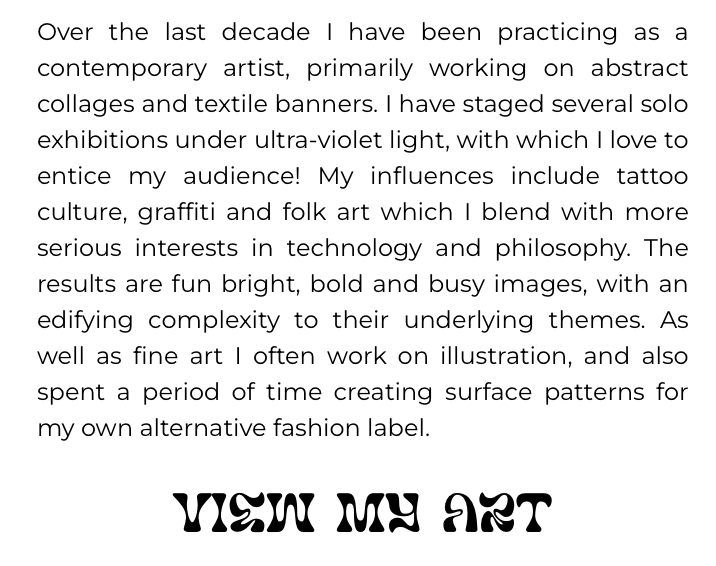 Over the last decade I have been practicing as a
contemporary artist, primarily working on abstract
collages and textile banners. I have staged several solo
exhibitions under ultra-violet light, with which I love to
entice my audience! My influences include tattoo
culture, graffiti and folk art which I blend with more
serious interests in technology and philosophy. The
results are fun bright, bold and busy images, with an
edifying complexity to their underlying themes. As
well as fine art I often work on illustration, and also
spent a period of time creating surface patterns for
my own alternative fashion label.
VIEW MY ART